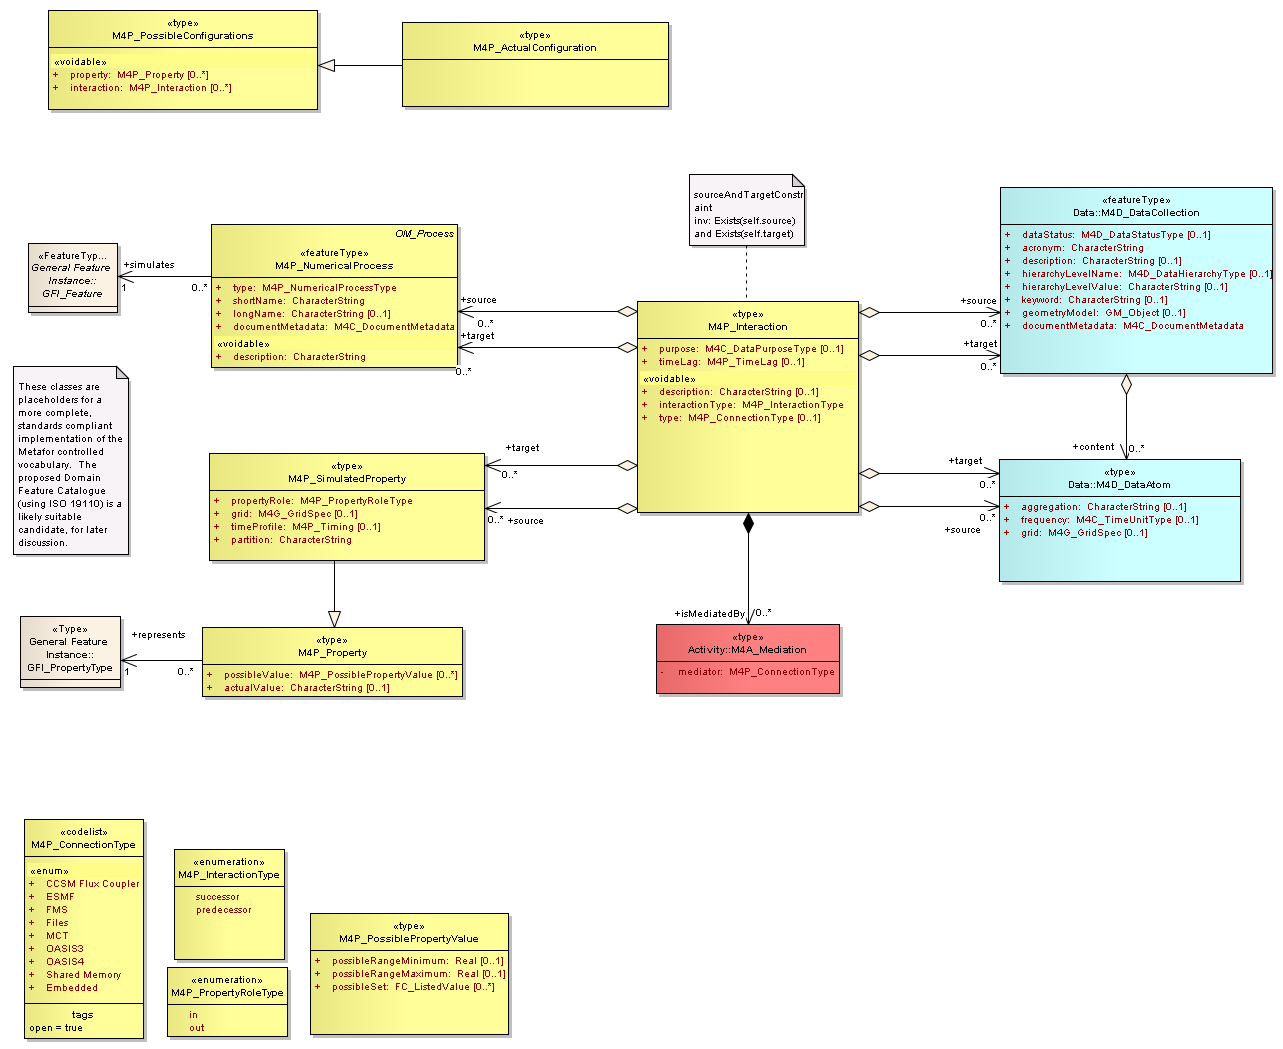 «type»
M4P_PossibleConfigurations
«voidable»
+ property: M4P_Property [0..*]
+ interaction: M4P_Interaction [0..*]
«type»
M4P_ActualConfiguration
sourceAndTargetConstr
aint
inv: Exists(self.source)
and Exists(self.target)
«FeatureTyp...
General Feature
Instance::
GFI_Feature
+simulates
1
0..*
OM_Process
«featureType»
M4P_NumericalProcess
+ type: M4P_NumericalProcessType
+ shortName: CharacterString
+ longName: CharacterString [0..1]
+ documentMetadata: M4C_DocumentMetadata
«voidable»
+ description: CharacterString
+source
0..*
+target
0..*
«type»
M4P_Interaction
+ purpose: M4C_DataPurposeType [0..1]
+ timeLag: M4P_TimeLag [0..1]
«voidable»
+ description: CharacterString [0..1]
+ interactionType: M4P_InteractionType
+ type: M4P_ConnectionType [0..1]
+source
0..*
+target
0..*
«featureType»
Data::M4D_DataCollection
+ dataStatus: M4D_DataStatusType [0..1]
+ acronym: CharacterString
+ description: CharacterString [0..1]
+ hierarchyLevelName: M4D_DataHierarchyType [0..1]
+ hierarchyLevelValue: CharacterString [0..1]
+ keyword: CharacterString [0..1]
+ geometryModel: GM_Object [0..1]
+ documentMetadata: M4C_DocumentMetadata
These classes are
placeholders for a
more complete,
standards compliant
implementation of the
Metafor controlled
vocabulary. The
proposed Domain
Feature Catalogue
(using ISO 19110) is a
likely suitable
candidate, for later
discussion.
«type»
M4P_SimulatedProperty
+ propertyRole: M4P_PropertyRoleType
+ grid: M4G_GridSpec [0..1]
+ timeProfile: M4P_Timing [0..1]
+ partition: CharacterString
+target
0..*
0..* +source
+content
0..*
+target
0..*
0..*
+source
«type»
Data::M4D_DataAtom
+ aggregation: CharacterString [0..1]
+ frequency: M4C_TimeUnitType [0..1]
+ grid: M4G_GridSpec [0..1]
+isMediatedBy
/0..*
«type»
Activity::M4A_Mediation
- mediator: M4P_ConnectionType
«Type»
General Feature
Instance::
GFI_PropertyType
+represents
1
0..*
«type»
M4P_Property
+ possibleValue: M4P_PossiblePropertyValue [0..*]
+ actualValue: CharacterString [0..1]
«codelist»
M4P_ConnectionType
«enum»
+ CCSM Flux Coupler
+ ESMF
+ FMS
+ Files
+ MCT
+ OASIS3
+ OASIS4
+ Shared Memory
+ Embedded
tags
open = true
«enumeration»
M4P_InteractionType
successor
predecessor
«enumeration»
M4P_PropertyRoleType
in
out
«type»
M4P_PossiblePropertyValue
+ possibleRangeMinimum: Real [0..1]
+ possibleRangeMaximum: Real [0..1]
+ possibleSet: FC_ListedValue [0..*]